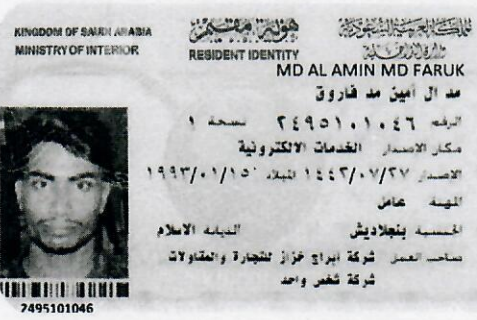 KINGDOM OF SAUDI ARABIA
MINISTRY OF INTERIOR
هوية مقيم
RESIDENT IDENTITY
المملكة العربية السعودية
وزارة الداخلية
MD AL AMIN MD FARUK
مد ال امين مد فاروق
الرقم ٢٤٩٥١٠١٠٤٦ نسخة ١
مكان الاصدار الخدمات الالكترونية
الاصدار ١٤٤٢/٠٧/٢٧ الميلاد ١٩٩٣/٠١/١٥
المهنة عامل
الجنسية بنجلاديش الديانة الاسلام
صاحب العمل شركة ابراج خزاز للتجارة والمقاولات
شركة شخص واحد
2495101046